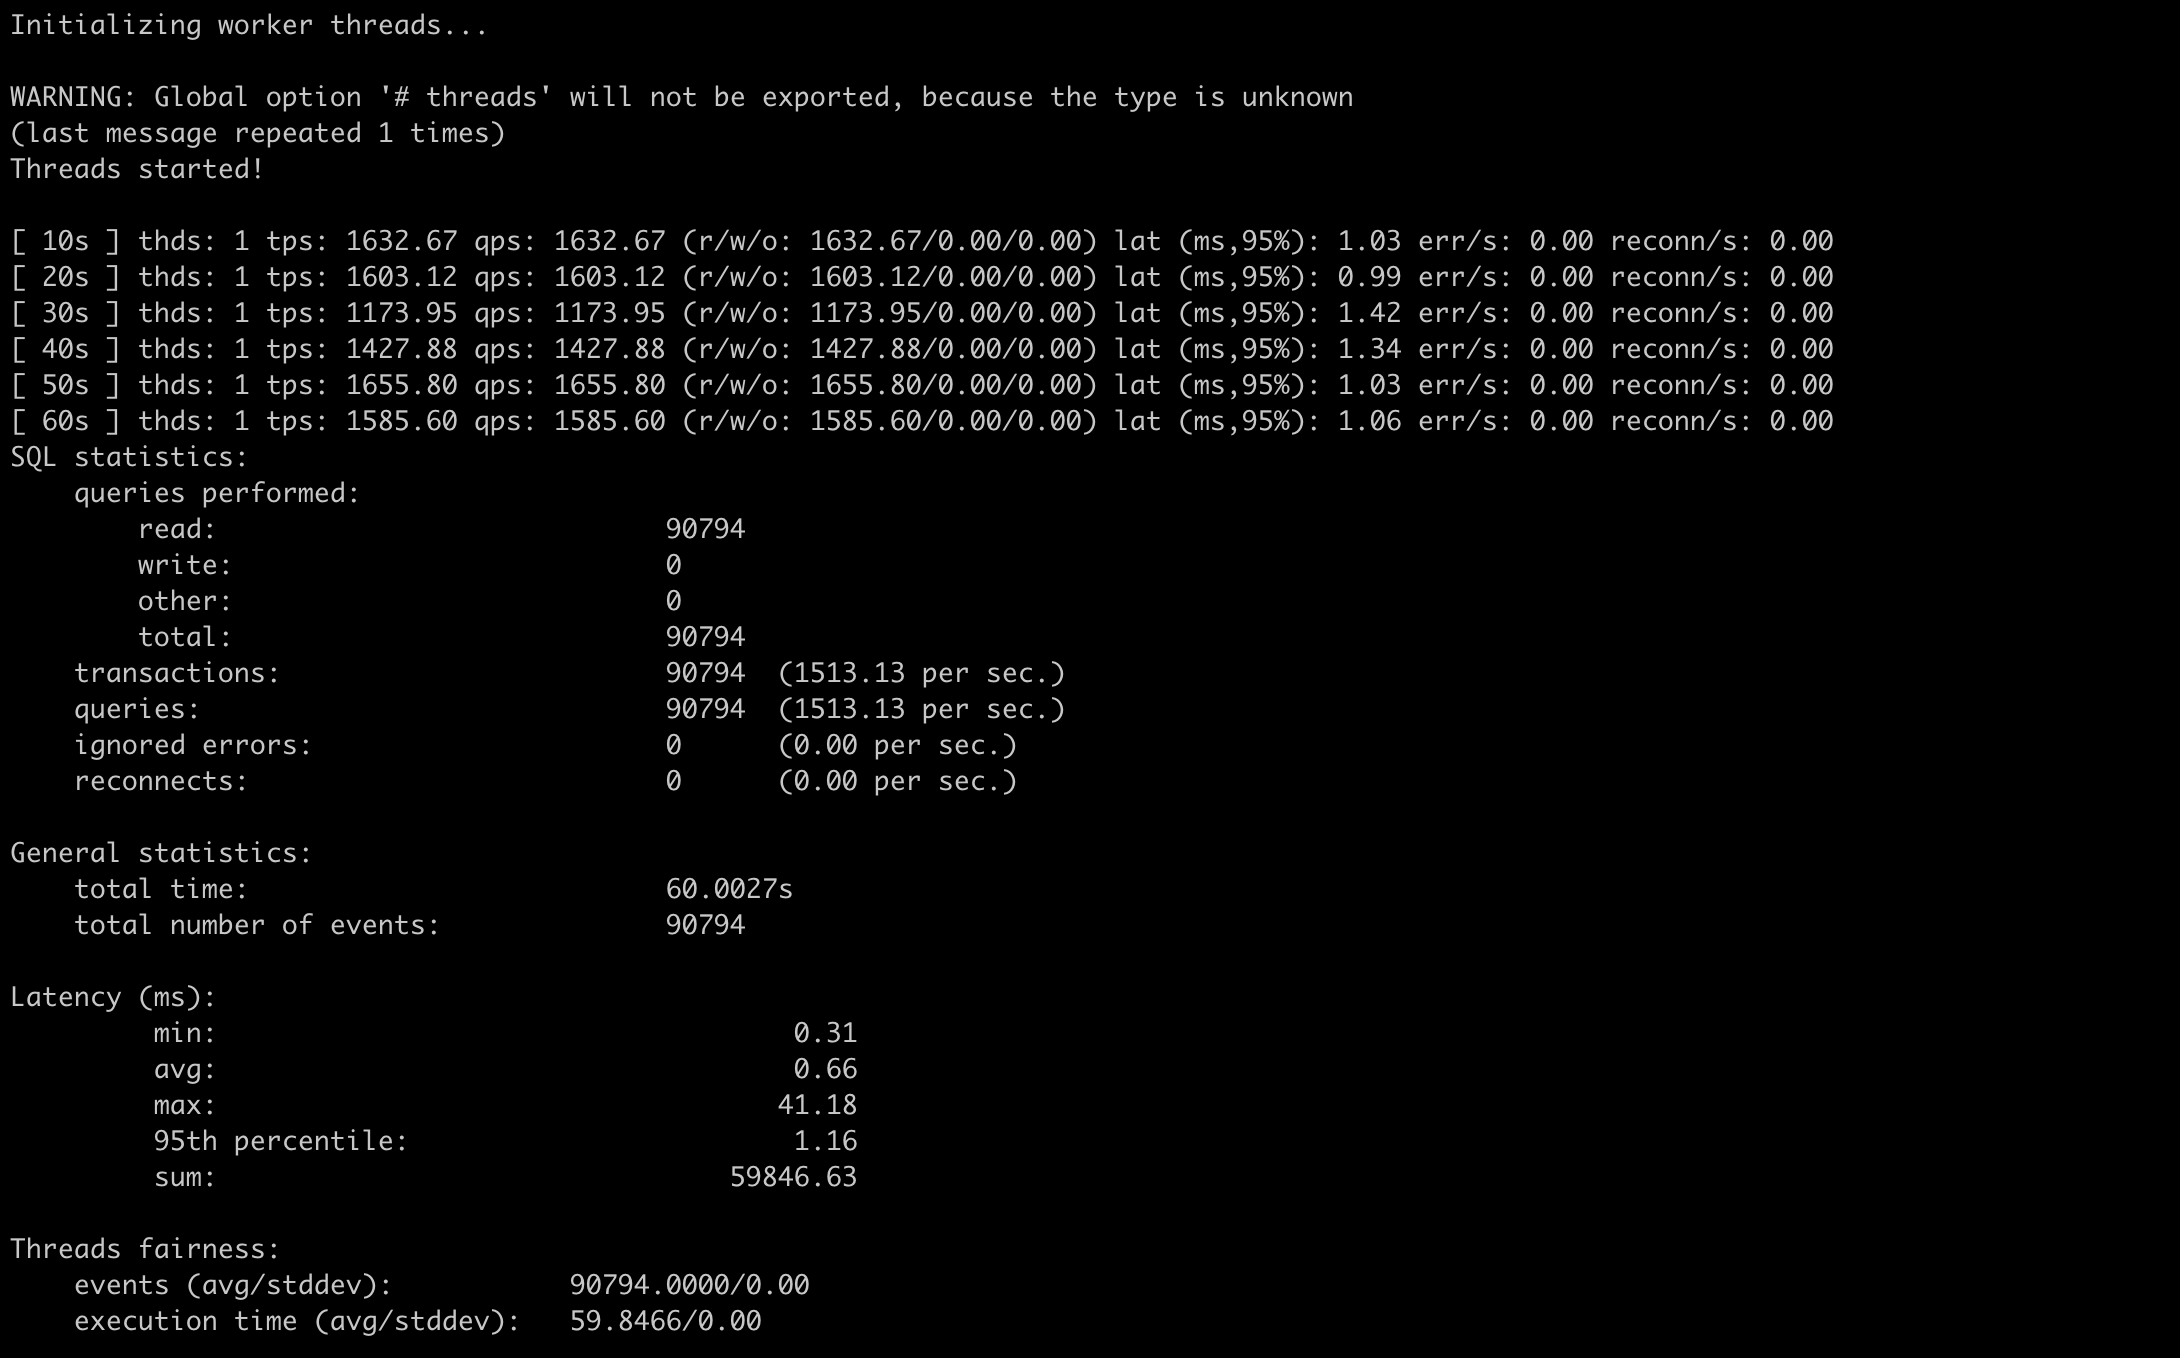 Initializing worker threads...
WARNING: Global option '# threads' will not be exported, because the type is unknown
(last message repeated 1 times)
Threads started!
[ 10s ] thds: 1 tps: 1632.67 qps: 1632.67 (r/w/o: 1632.67/0.00/0.00) lat (ms,95%): 1.03 err/s: 0.00 reconn/s: 0.00
[ 20s ] thds: 1 tps: 1603.12 qps: 1603.12 (r/w/o: 1603.12/0.00/0.00) lat (ms,95%): 0.99 err/s: 0.00 reconn/s: 0.00
[ 30s ] thds: 1 tps: 1173.95 qps: 1173.95 (r/w/o: 1173.95/0.00/0.00) lat (ms,95%): 1.42 err/s: 0.00 reconn/s: 0.00
[ 40s ] thds: 1 tps: 1427.88 qps: 1427.88 (r/w/o: 1427.88/0.00/0.00) lat (ms,95%): 1.34 err/s: 0.00 reconn/s: 0.00
[ 50s ] thds: 1 tps: 1655.80 qps: 1655.80 (r/w/o: 1655.80/0.00/0.00) lat (ms,95%): 1.03 err/s: 0.00 reconn/s: 0.00
[ 60s ] thds: 1 tps: 1585.60 qps: 1585.60 (r/w/o: 1585.60/0.00/0.00) lat (ms,95%): 1.06 err/s: 0.00 reconn/s: 0.00
SQL statistics:
    queries performed:
        read:                            90794
        write:                           0
        other:                           0
        total:                           90794
    transactions:                        90794  (1513.13 per sec.)
    queries:                             90794  (1513.13 per sec.)
    ignored errors:                      0      (0.00 per sec.)
    reconnects:                          0      (0.00 per sec.)
General statistics:
    total time:                          60.0027s
    total number of events:              90794
Latency (ms):
         min:                                    0.31
         avg:                                    0.66
         max:                                   41.18
         95th percentile:                        1.16
         sum:                                59846.63
Threads fairness:
    events (avg/stddev):           90794.0000/0.00
    execution time (avg/stddev):   59.8466/0.00